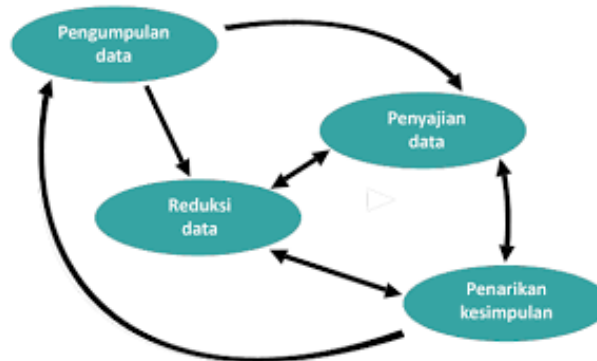 Pengumpulan
data
Penyajian
data
Reduksi
data
Penarikan
kesimpulan